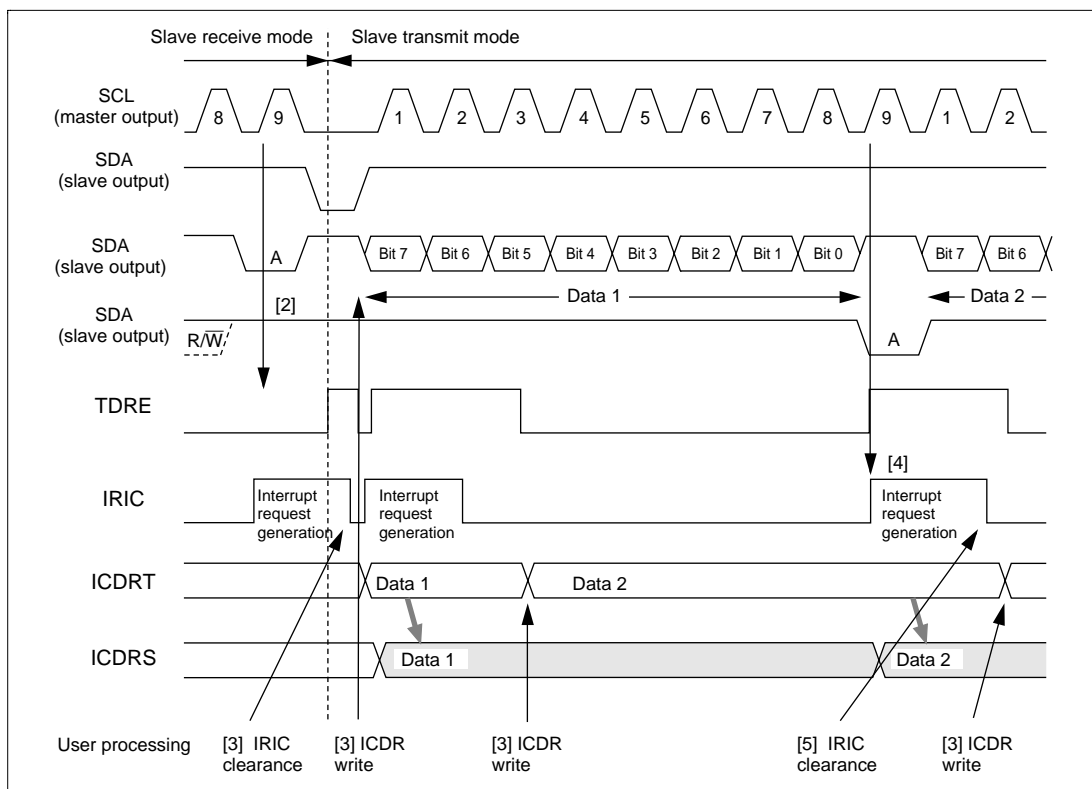 Slave receive mode Slave transmit mode
SCL
(master output)
8 9 1 2 3 4 5 6 7 8 9 1 2
SDA
(slave output)
SDA
(slave output)
A Bit 7 Bit 6 Bit 5 Bit 4 Bit 3 Bit 2 Bit 1 Bit 0 Bit 7 Bit 6
[2] Data 1 Data 2
SDA
(slave output)
R/W̅ A
TDRE
[4]
IRIC
Interrupt
request
generation
Interrupt
request
generation
Interrupt
request
generation
ICDRT
Data 1 Data 2
ICDRS
Data 1 Data 2
User processing
[3] IRIC
clearance
[3] ICDR
write
[3] ICDR
write
[5] IRIC
clearance
[3] ICDR
write